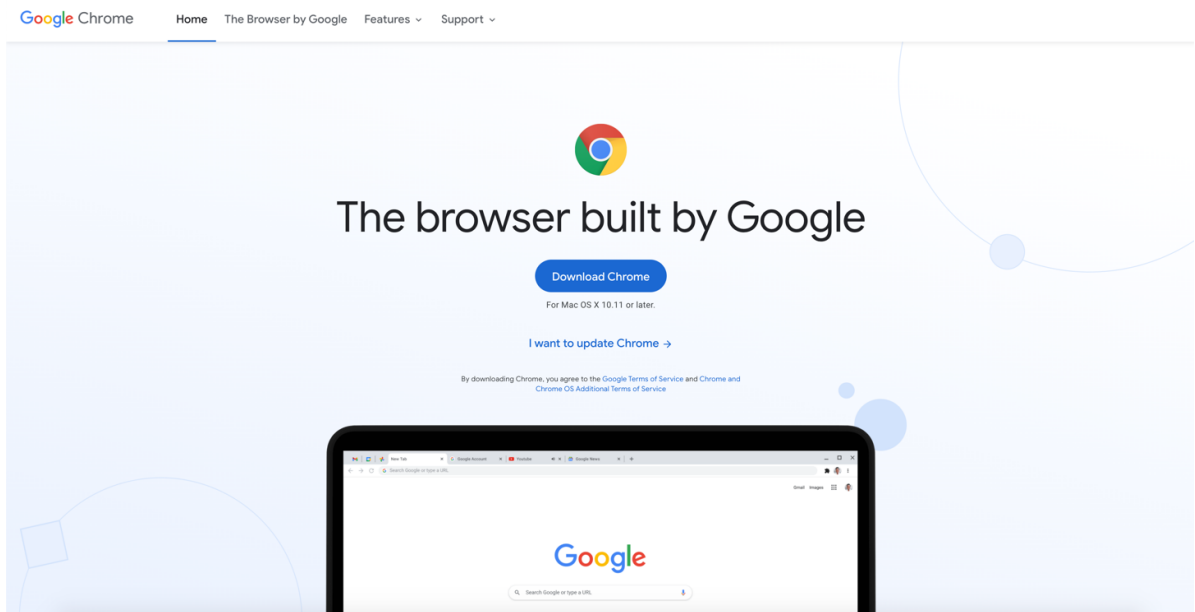 Google Chrome
Home
The Browser by Google
Features
Support
The browser built by Google
Download Chrome
For Mac OS X 10.11 or later.
I want to update Chrome →
By downloading Chrome, you agree to the Google Terms of Service and Chrome and
Chrome OS Additional Terms of Service
New Tab
Google Account
Youtube
Google News
Search Google or type a URL
Gmail
Images
Google
Search Google or type a URL